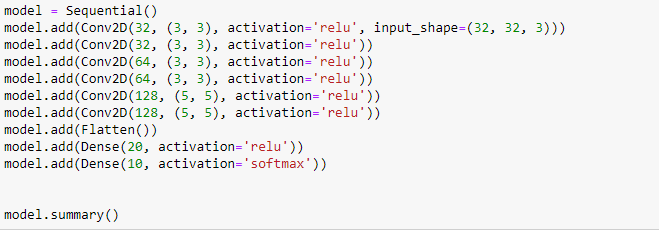 model = Sequential()
model.add(Conv2D(32, (3, 3), activation='relu', input_shape=(32, 32, 3)))
model.add(Conv2D(32, (3, 3), activation='relu'))
model.add(Conv2D(64, (3, 3), activation='relu'))
model.add(Conv2D(64, (3, 3), activation='relu'))
model.add(Conv2D(128, (5, 5), activation='relu'))
model.add(Conv2D(128, (5, 5), activation='relu'))
model.add(Flatten())
model.add(Dense(20, activation='relu'))
model.add(Dense(10, activation='softmax'))
model.summary()